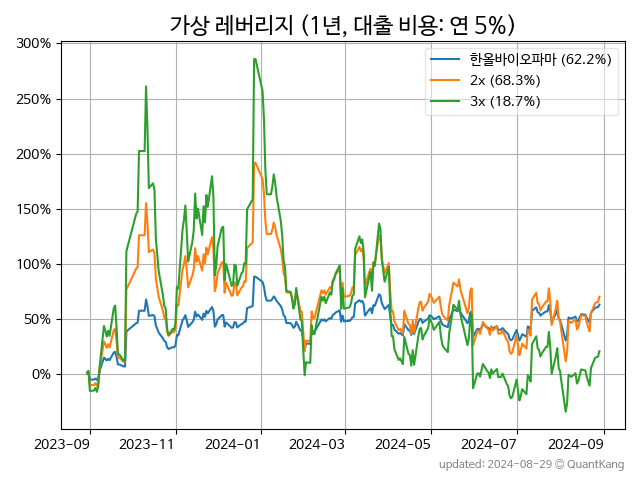 가상 레버리지 (1년, 대출 비용: 연 5%)
300%
250%
200%
150%
100%
50%
0%
한올바이오파마 (62.2%)
2x (68.3%)
3x (18.7%)
2023-09
2023-11
2024-01
2024-03
2024-05
2024-07
2024-09
updated: 2024-08-29 © QuantKang